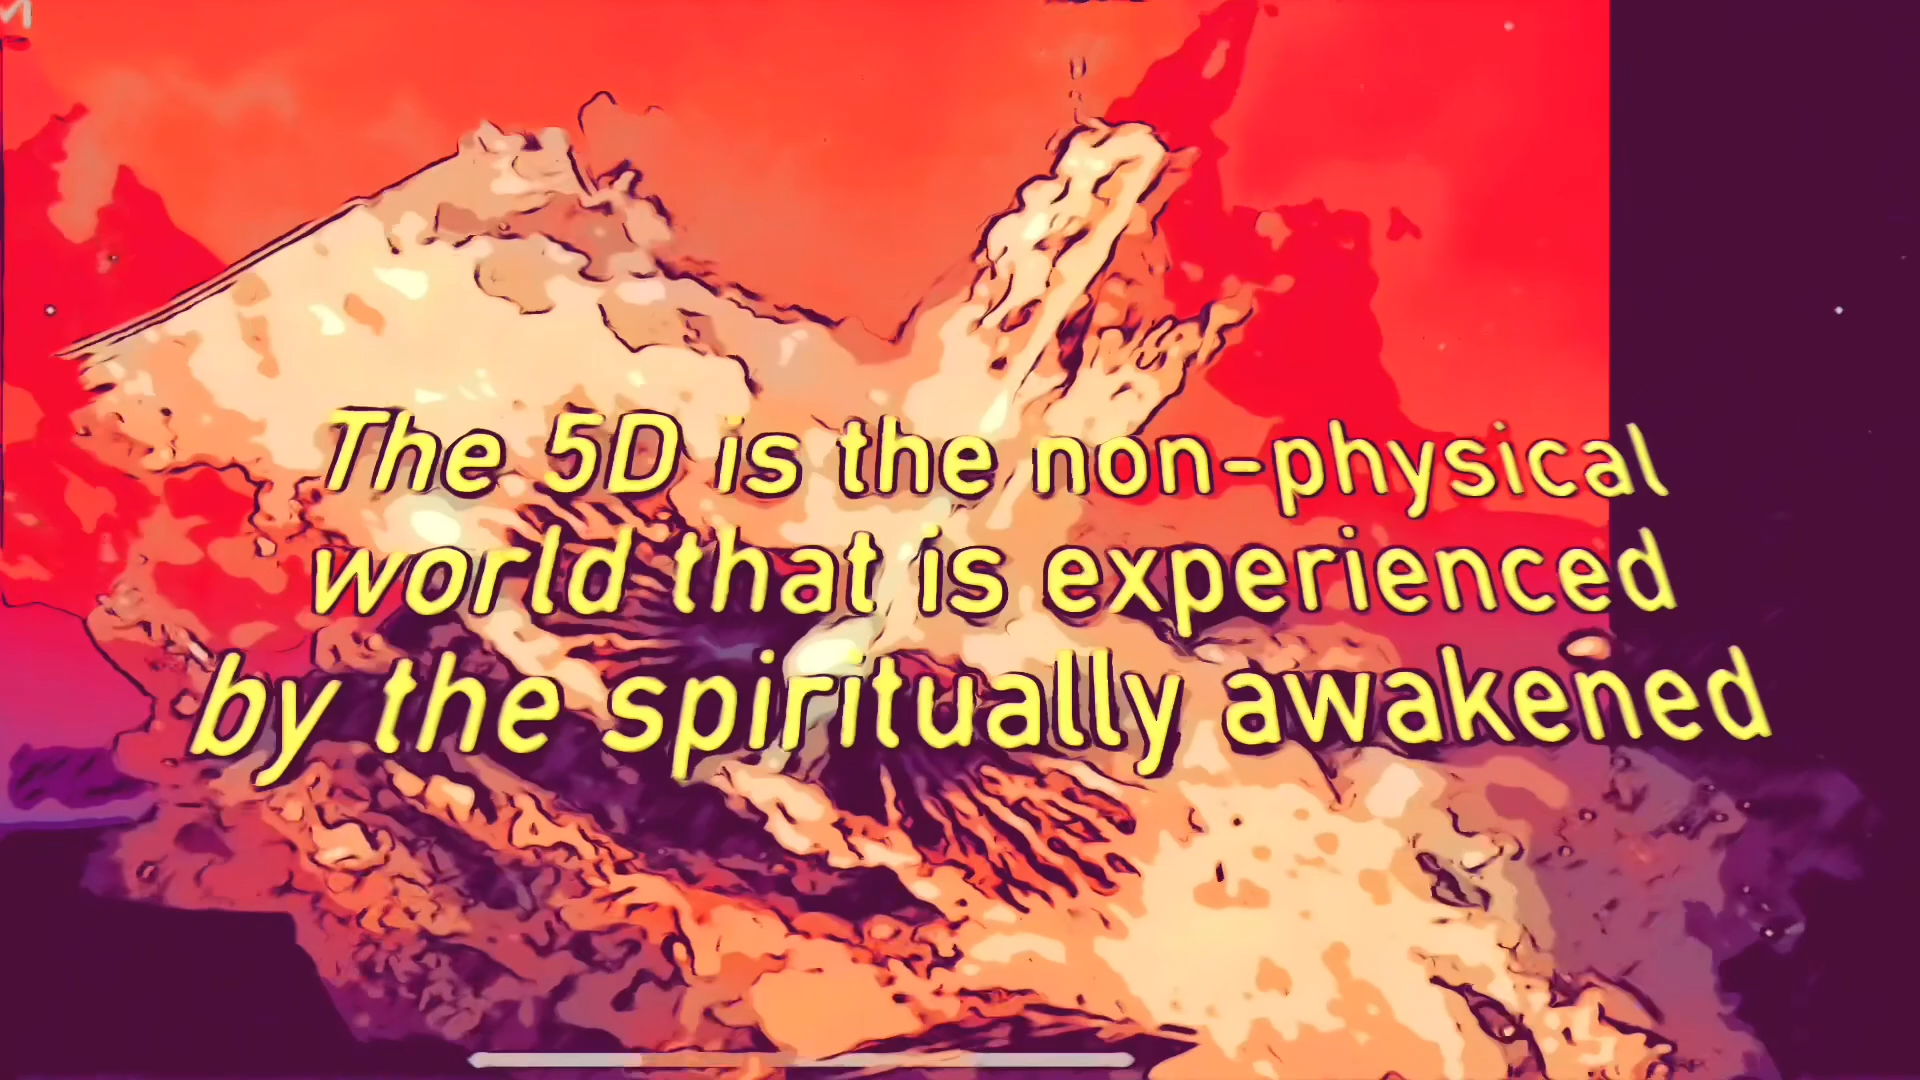 The 5D is the non-physical
world that is experienced
by the spiritually awakened